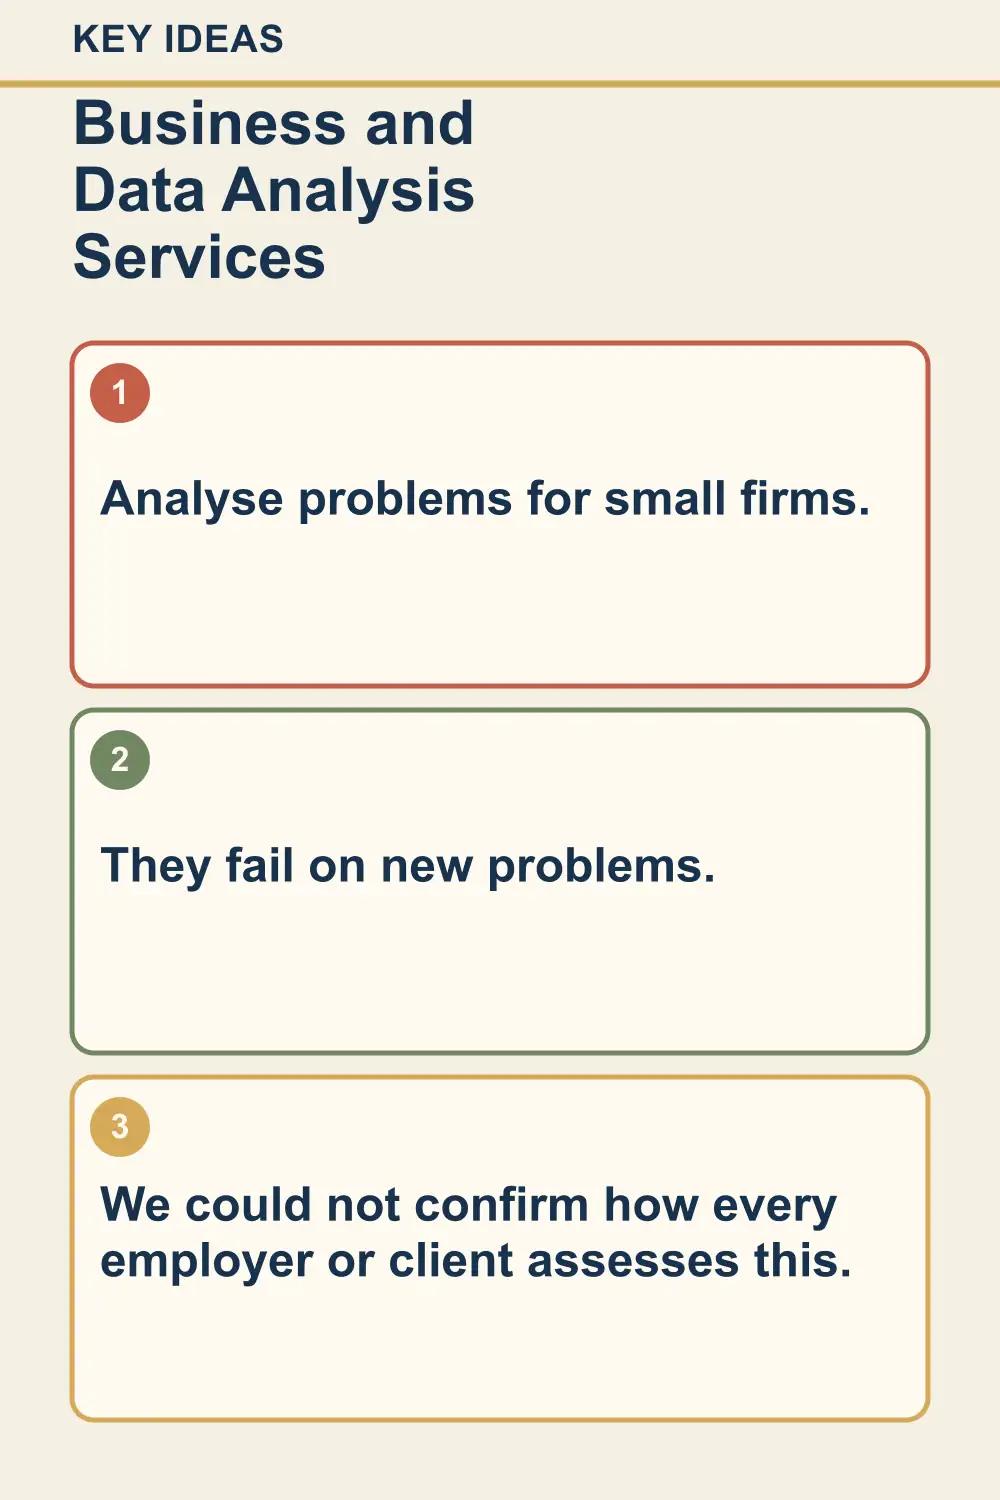 KEY IDEAS
Business and
Data Analysis
Services
1
Analyse problems for small firms.
2
They fail on new problems.
3
We could not confirm how every
employer or client assesses this.